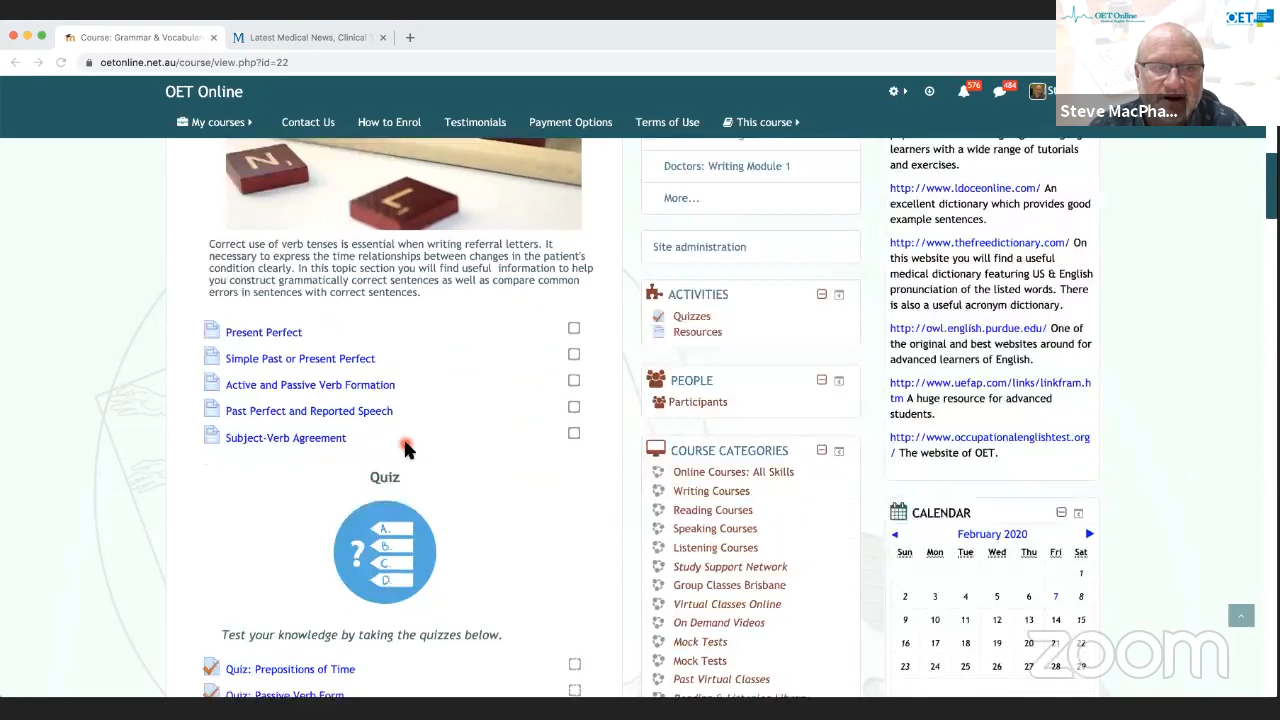 Course: Grammar & Vocabular
Latest Medical News, Clinical
oetonline.net.au/course/view.php?id=22
OET Online
OET
Steve MacPha...
OET Online
576
484
St
My courses
Contact Us
How to Enrol
Testimonials
Payment Options
Terms of Use
This course
N
L
Correct use of verb tenses is essential when writing referral letters. It
necessary to express the time relationships between changes in the patient's
condition clearly. In this topic section you will find useful information to help
you construct grammatically correct sentences as well as compare common
errors in sentences with correct sentences.
Present Perfect
Simple Past or Present Perfect
Active and Passive Verb Formation
Past Perfect and Reported Speech
Subject-Verb Agreement
Quiz
?
A.
B.
C.
D.
Test your knowledge by taking the quizzes below.
Quiz: Prepositions of Time
Quiz: Passive Verb Form
Doctors: Writing Module 1
More...
Site administration
ACTIVITIES
Quizzes
Resources
PEOPLE
Participants
COURSE CATEGORIES
Online Courses: All Skills
Writing Courses
Reading Courses
Speaking Courses
Listening Courses
Study Support Network
Group Classes Brisbane
Virtual Classes Online
On Demand Videos
Mock Tests
Mock Tests
Past Virtual Classes
Reading & Listening Library
learners with a wide range of tutorials
and exercises.
http://www.ldoceonline.com/ An
excellent dictionary which provides good
example sentences.
http://www.thefreedictionary.com/ On
this website you will find a useful
medical dictionary featuring US & English
pronunciation of the listed words. There
is also a useful acronym dictionary.
http://owl.english.purdue.edu/ One of
the original and best websites around for
advanced learners of English.
http://www.uefap.com/links/linkfram.h
tm A huge resource for advanced
students.
http://www.occupationalenglishtest.org
/ The website of OET.
CALENDAR
February 2020
Sun Mon Tue Wed Thu Fri Sat
1
2 3 4 5 6 7 8
9 10 11 12 13 14 15
16 17 18 19 20 21 22
23 24 25 26 27 28 29
zoom